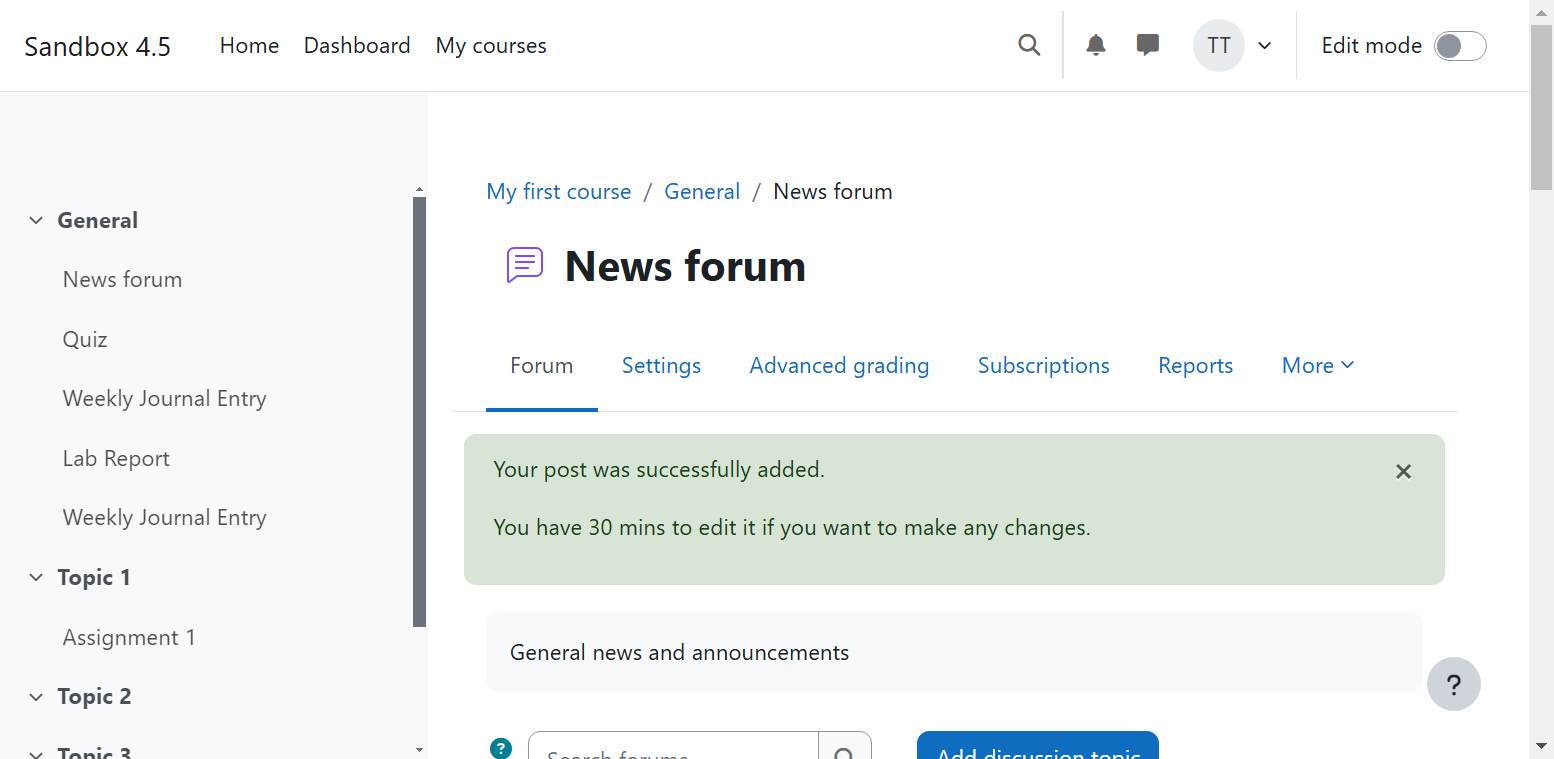 Sandbox 4.5 Home Dashboard My courses TT Edit mode
General
News forum
Quiz
Weekly Journal Entry
Lab Report
Weekly Journal Entry
Topic 1
Assignment 1
Topic 2
Topic 3
My first course / General / News forum
News forum
Forum Settings Advanced grading Subscriptions Reports More
Your post was successfully added.
You have 30 mins to edit it if you want to make any changes.
General news and announcements
?
? Search forums Add discussion topic